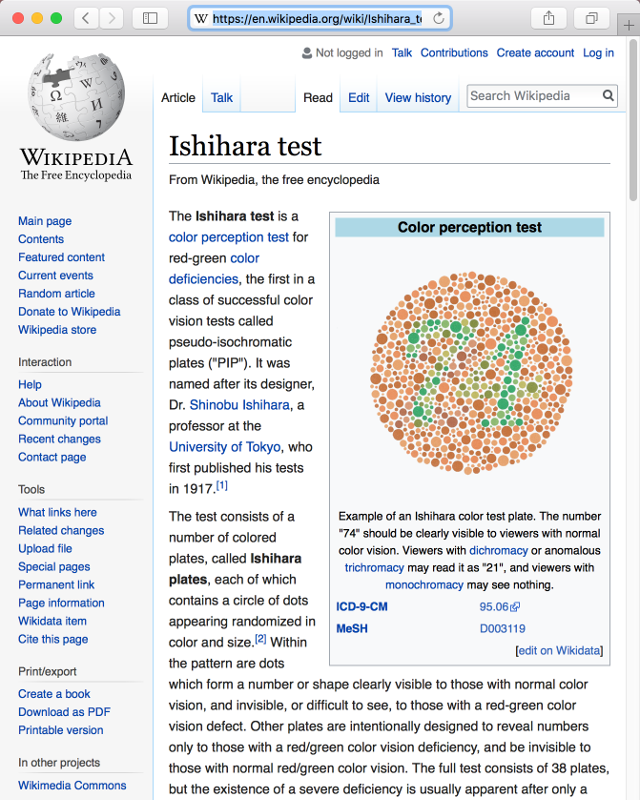 W https://en.wikipedia.org/wiki/Ishihara_te
Not logged in Talk Contributions Create account Log in
Article Talk Read Edit View history Search Wikipedia
WIKIPEDIA
The Free Encyclopedia
Main page
Contents
Featured content
Current events
Random article
Donate to Wikipedia
Wikipedia store
Interaction
Help
About Wikipedia
Community portal
Recent changes
Contact page
Tools
What links here
Related changes
Upload file
Special pages
Permanent link
Page information
Wikidata item
Cite this page
Print/export
Create a book
Download as PDF
Printable version
In other projects
Wikimedia Commons
Ishihara test
From Wikipedia, the free encyclopedia
The Ishihara test is a
color perception test for
red-green color
deficiencies, the first in a
class of successful color
vision tests called
pseudo-isochromatic
plates ("PIP"). It was
named after its designer,
Dr. Shinobu Ishihara, a
professor at the
University of Tokyo, who
first published his tests
in 1917.[1]
The test consists of a
number of colored
plates, called Ishihara
plates, each of which
contains a circle of dots
appearing randomized in
color and size.[2] Within
the pattern are dots
which form a number or shape clearly visible to those with normal color
vision, and invisible, or difficult to see, to those with a red-green color
vision defect. Other plates are intentionally designed to reveal numbers
only to those with a red/green color vision deficiency, and be invisible to
those with normal red/green color vision. The full test consists of 38 plates,
but the existence of a severe deficiency is usually apparent after only a
Color perception test
74
Example of an Ishihara color test plate. The number
"74" should be clearly visible to viewers with normal
color vision. Viewers with dichromacy or anomalous
trichromacy may read it as "21", and viewers with
monochromacy may see nothing.
ICD-9-CM 95.06
MeSH D003119
[edit on Wikidata]